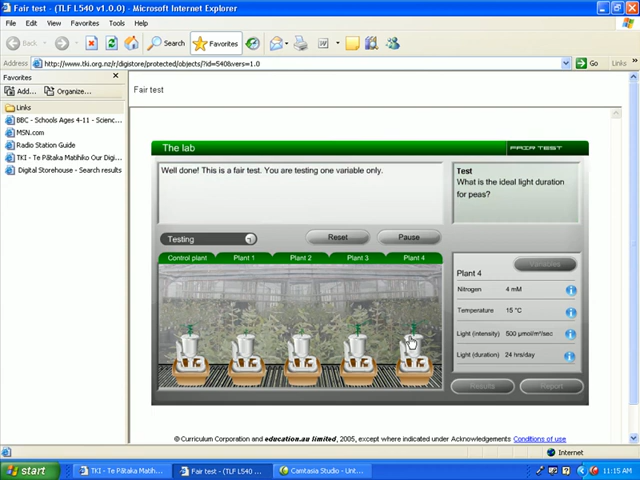 Fair test - (TLF L540 v1.0.0) - Microsoft Internet Explorer
File Edit View Favorites Tools Help
Back Search Favorites
Address http://www.tki.org.nz/r/digistore/protected/objects/?id=540&vers=1.0 Go Links
Favorites
Add... Organize...
Links
BBC - Schools Ages 4-11 - Scienc...
MSN.com
Radio Station Guide
TKI - Te Pātaka Matihiko Our Digi...
Digital Storehouse - Search results
Fair test
The lab
FAIR TEST
Well done! This is a fair test. You are testing one variable only.
Test
What is the ideal light duration
for peas?
Testing
Reset
Pause
Control plant Plant 1 Plant 2 Plant 3 Plant 4
Variables
Plant 4
Nitrogen 4 mM
Temperature 15 °C
Light (intensity) 500 µmol/m²/sec
Light (duration) 24 hrs/day
Results
Report
© Curriculum Corporation and education.au limited, 2005, except where indicated under Acknowledgements Conditions of use
Internet
start
TKI - Te Pātaka Matih...
Fair test - (TLF L540 ...
Camtasia Studio - Unt...
11:15 AM